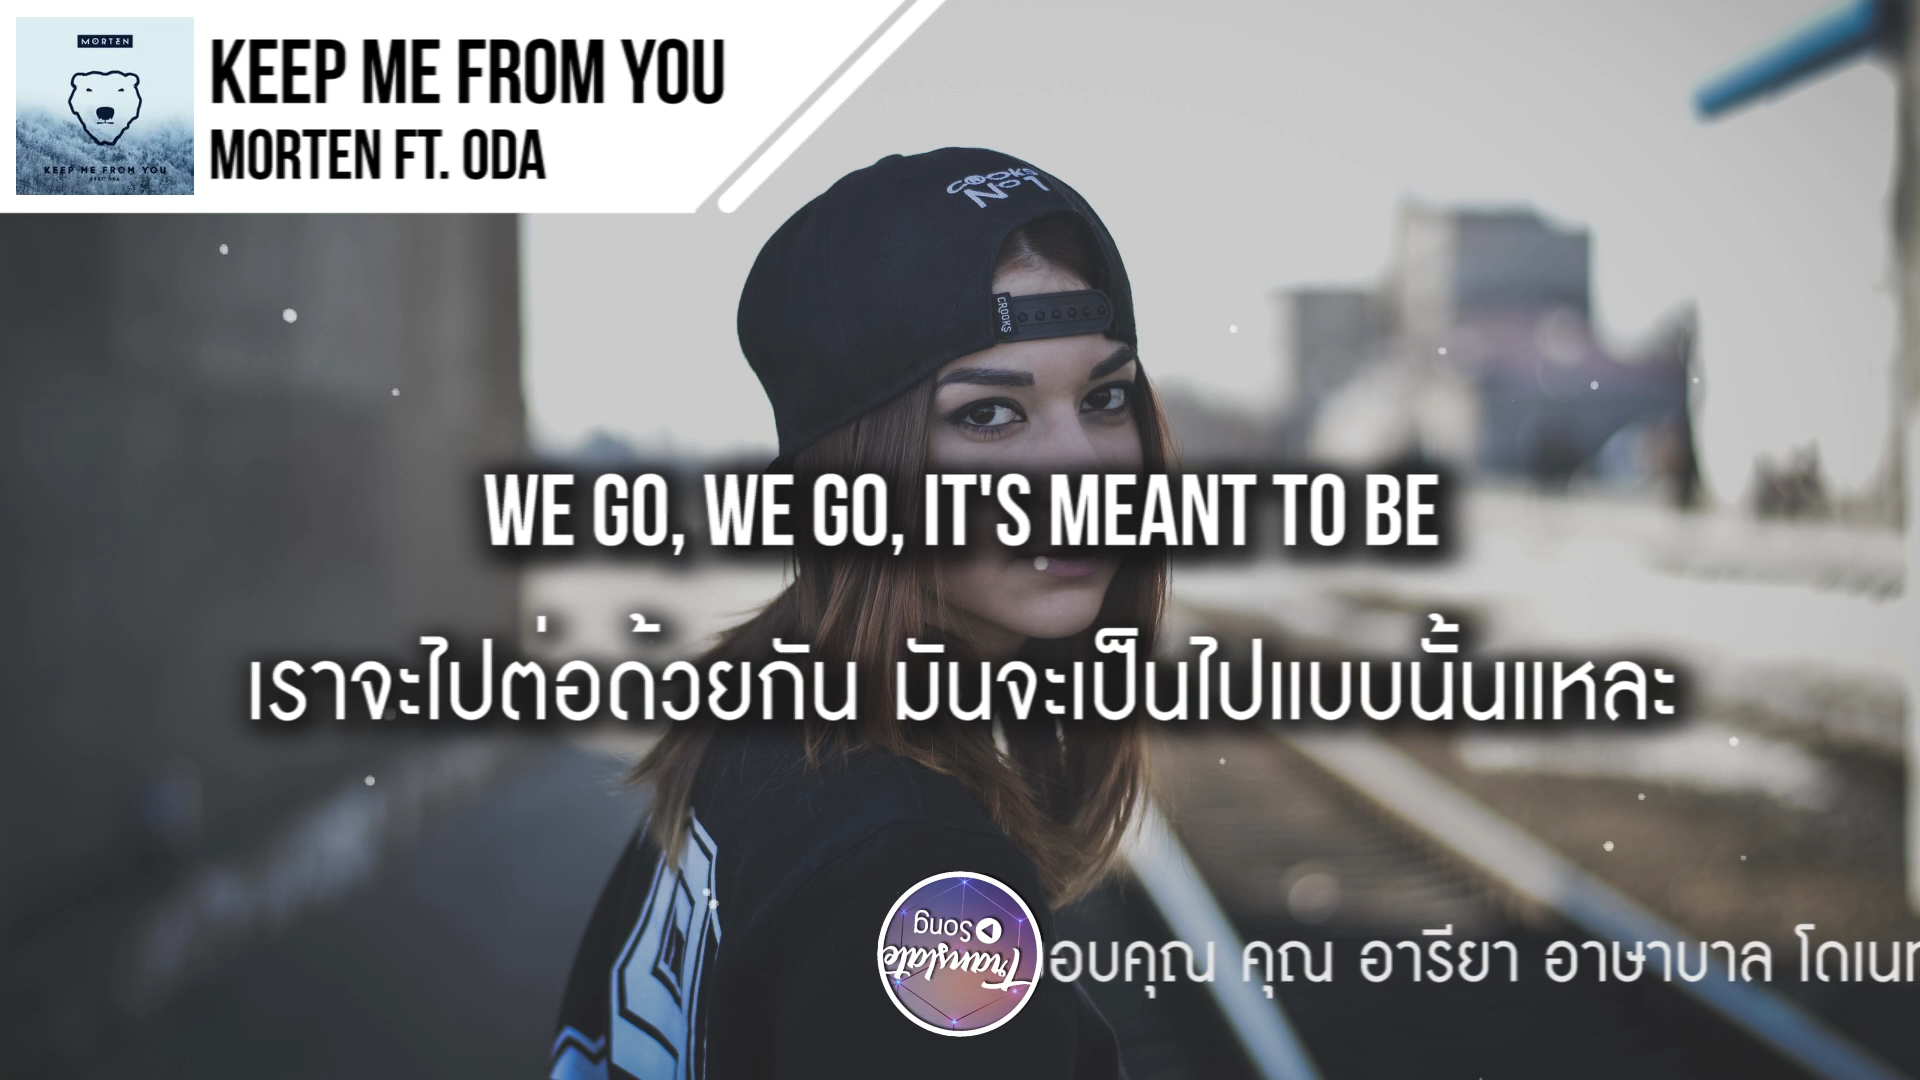 MORTEN
KEEP ME FROM YOU
FEAT. ODA
KEEP ME FROM YOU
MORTEN FT. ODA
CROOKS
Nº1
CROOKS
WE GO, WE GO, IT'S MEANT TO BE
เราจะไปต่อด้วยกัน มันจะเป็นไปแบบนั้นแหละ
Translate
Song
อบคุณ คุณ อารียา อาษาบาล โดเน